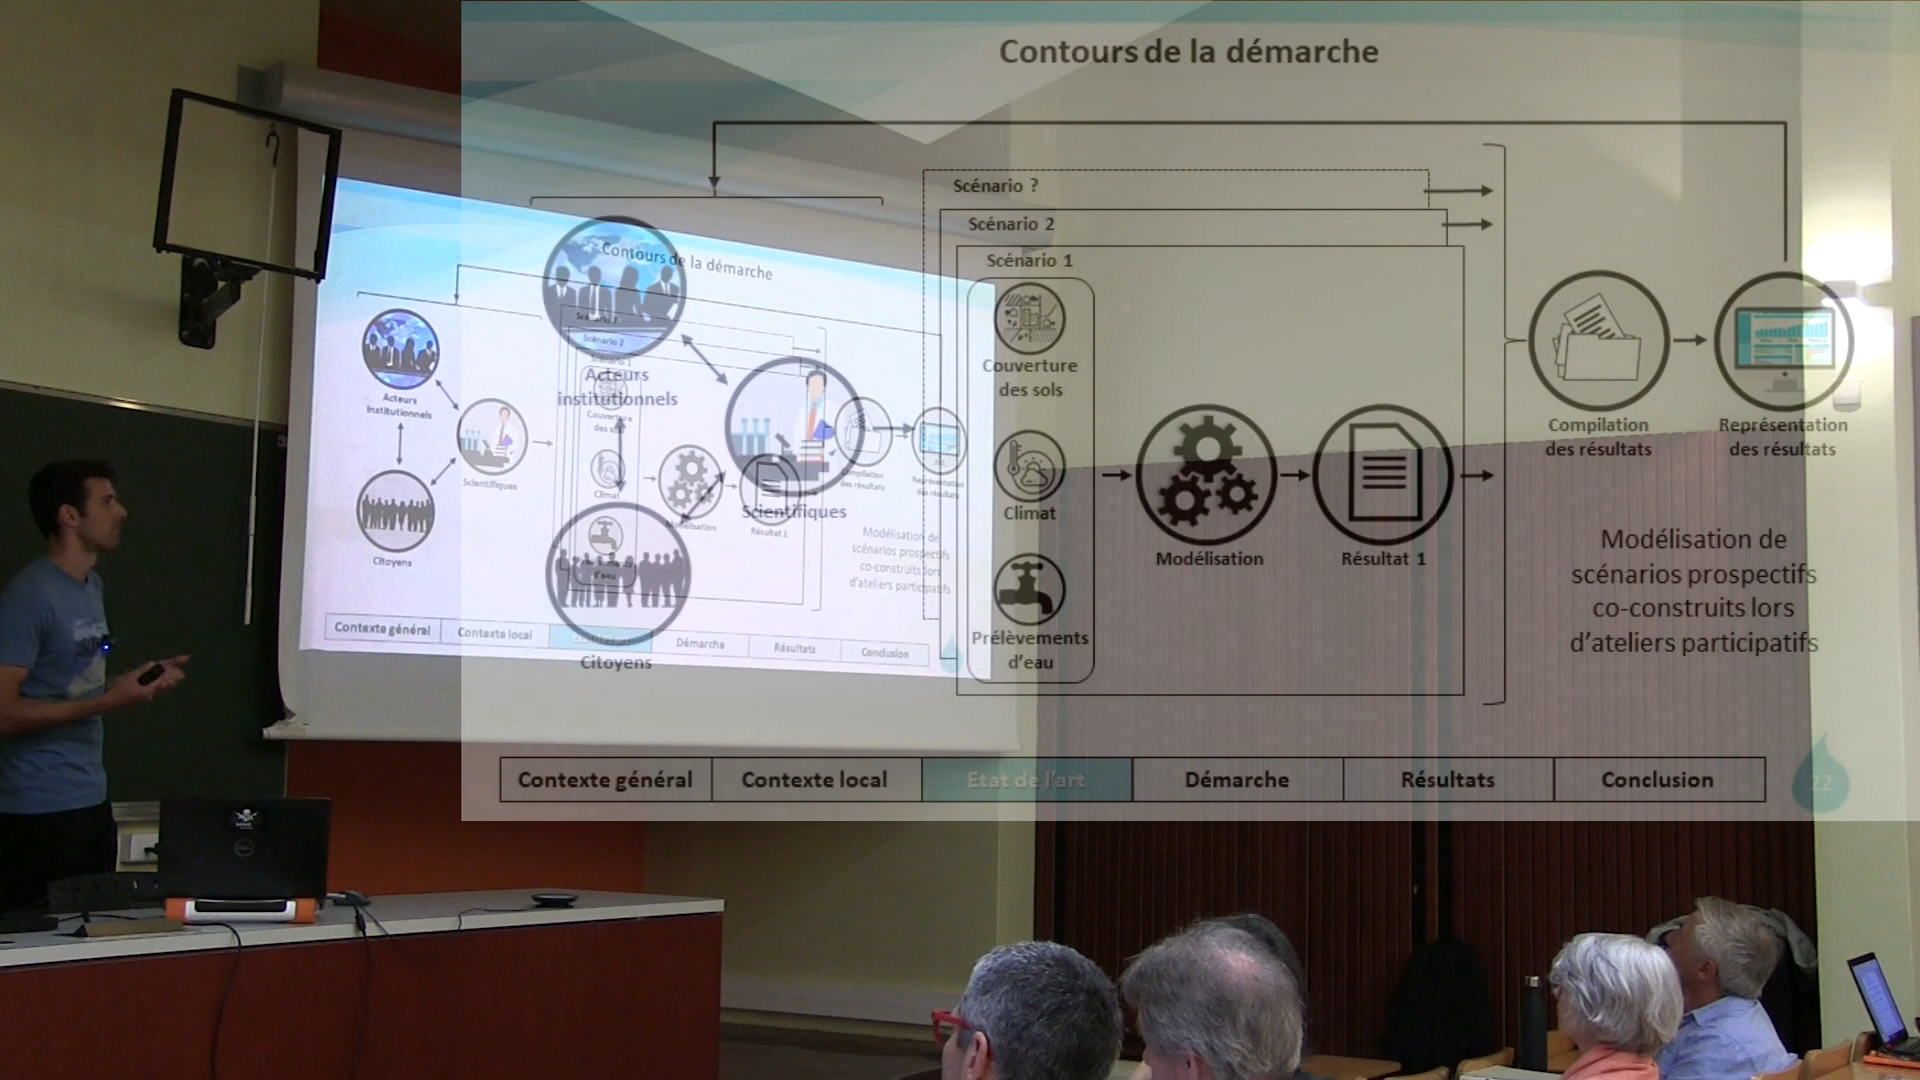 Contours de la démarche
Scénario ?
Scénario 2
Scénario 1
Couverture
des sols
Climat
Prélèvements
d'eau
Modélisation
Résultat 1
Compilation
des résultats
Représentation
des résultats
Acteurs
institutionnels
Scientifiques
Citoyens
Modélisation de
scénarios prospectifs
co-construits lors
d'ateliers participatifs
Contexte général
Contexte local
Etat de l'art
Démarche
Résultats
Conclusion
22
Contours de la démarche
Acteurs
Institutionnels
Scientifiques
Citoyens
Scénario 2
Couverture
des sols
Climat
Modélisation
Résultat 1
Compilation
des résultats
Modélisation de
scénarios prospectifs
co-construits lors
d'ateliers participatifs
Contexte général
Contexte local
Démarche
Résultats
Conclusion